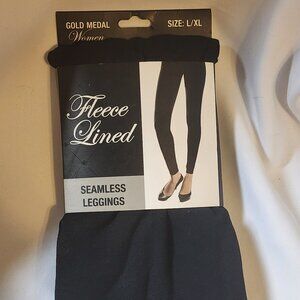 GOLD MEDAL
Women
SIZE: L/XL
Fleece
Lined
SEAMLESS
LEGGINGS